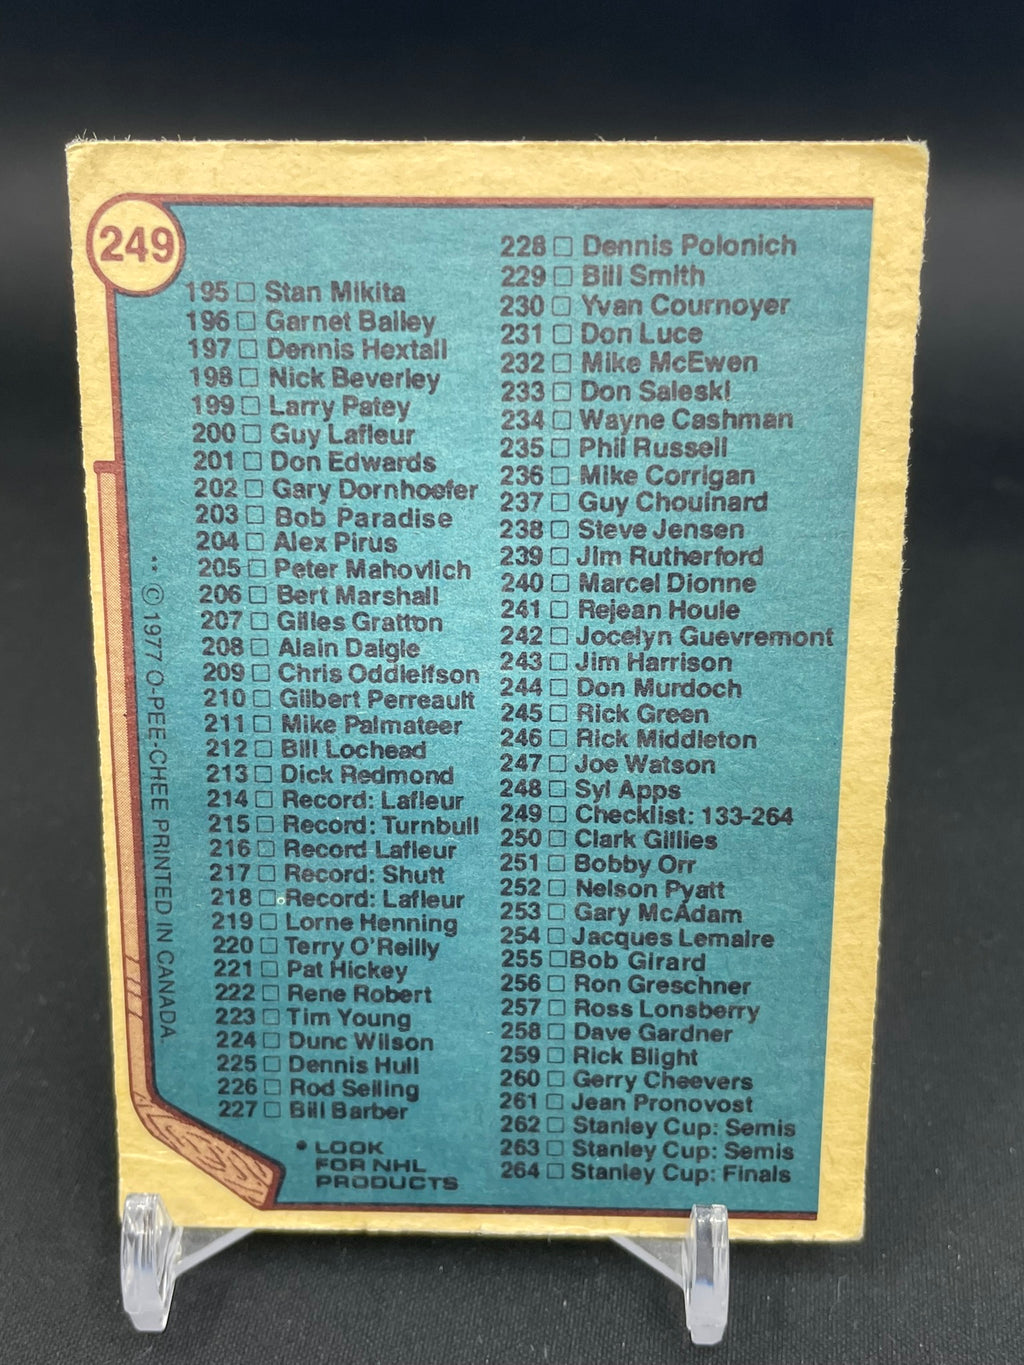 249
195 □ Stan Mikita
196 □ Garnet Bailey
197 □ Dennis Hextall
198 □ Nick Beverley
199 □ Larry Patey
200 □ Guy Lafleur
201 □ Don Edwards
202 □ Gary Dornhoefer
203 □ Bob Paradise
204 □ Alex Pirus
205 □ Peter Mahovlich
206 □ Bert Marshall
207 □ Gilles Gratton
208 □ Alain Daigle
209 □ Chris Oddleifson
210 □ Gilbert Perreault
211 □ Mike Palmateer
212 □ Bill Lochead
213 □ Dick Redmond
214 □ Record: Lafleur
215 □ Record: Turnbull
216 □ Record Lafleur
217 □ Record: Shutt
218 □ Record: Lafleur
219 □ Lorne Henning
220 □ Terry O'Reilly
221 □ Pat Hickey
222 □ Rene Robert
223 □ Tim Young
224 □ Dunc Wilson
225 □ Dennis Hull
226 □ Rod Seiling
227 □ Bill Barber
• LOOK
FOR NHL
PRODUCTS
228 □ Dennis Polonich
229 □ Bill Smith
230 □ Yvan Cournoyer
231 □ Don Luce
232 □ Mike McEwen
233 □ Don Saleski
234 □ Wayne Cashman
235 □ Phil Russell
236 □ Mike Corrigan
237 □ Guy Chouinard
238 □ Steve Jensen
239 □ Jim Rutherford
240 □ Marcel Dionne
241 □ Rejean Houle
242 □ Jocelyn Guevremont
243 □ Jim Harrison
244 □ Don Murdoch
245 □ Rick Green
246 □ Rick Middleton
247 □ Joe Watson
248 □ Syl Apps
249 □ Checklist: 133-264
250 □ Clark Gillies
251 □ Bobby Orr
252 □ Nelson Pyatt
253 □ Gary McAdam
254 □ Jacques Lemaire
255 □Bob Girard
256 □ Ron Greschner
257 □ Ross Lonsberry
258 □ Dave Gardner
259 □ Rick Blight
260 □ Gerry Cheevers
261 □ Jean Pronovost
262 □ Stanley Cup: Semis
263 □ Stanley Cup: Semis
264 □ Stanley Cup: Finals
** © 1977 O-PEE-CHEE PRINTED IN CANADA.